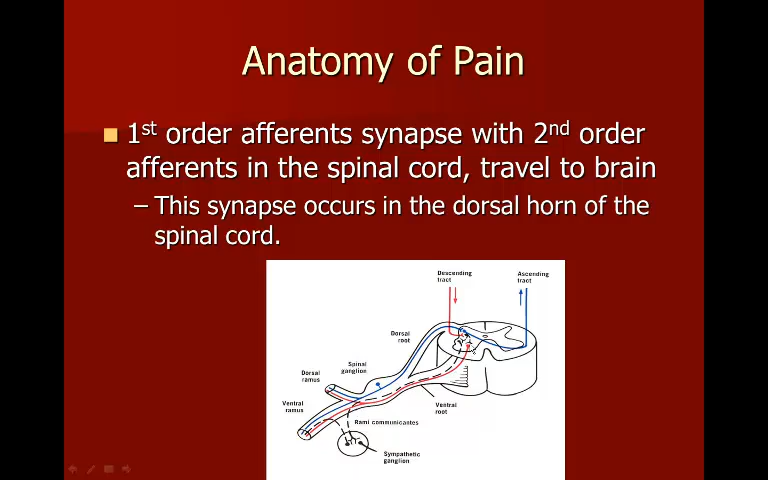 Anatomy of Pain
1st order afferents synapse with 2nd order
afferents in the spinal cord, travel to brain
– This synapse occurs in the dorsal horn of the
spinal cord.
Descending
tract
Ascending
tract
Dorsal
root
Spinal
ganglion
Dorsal
ramus
Ventral
ramus
Ventral
root
Rami communicantes
Sympathetic
ganglion